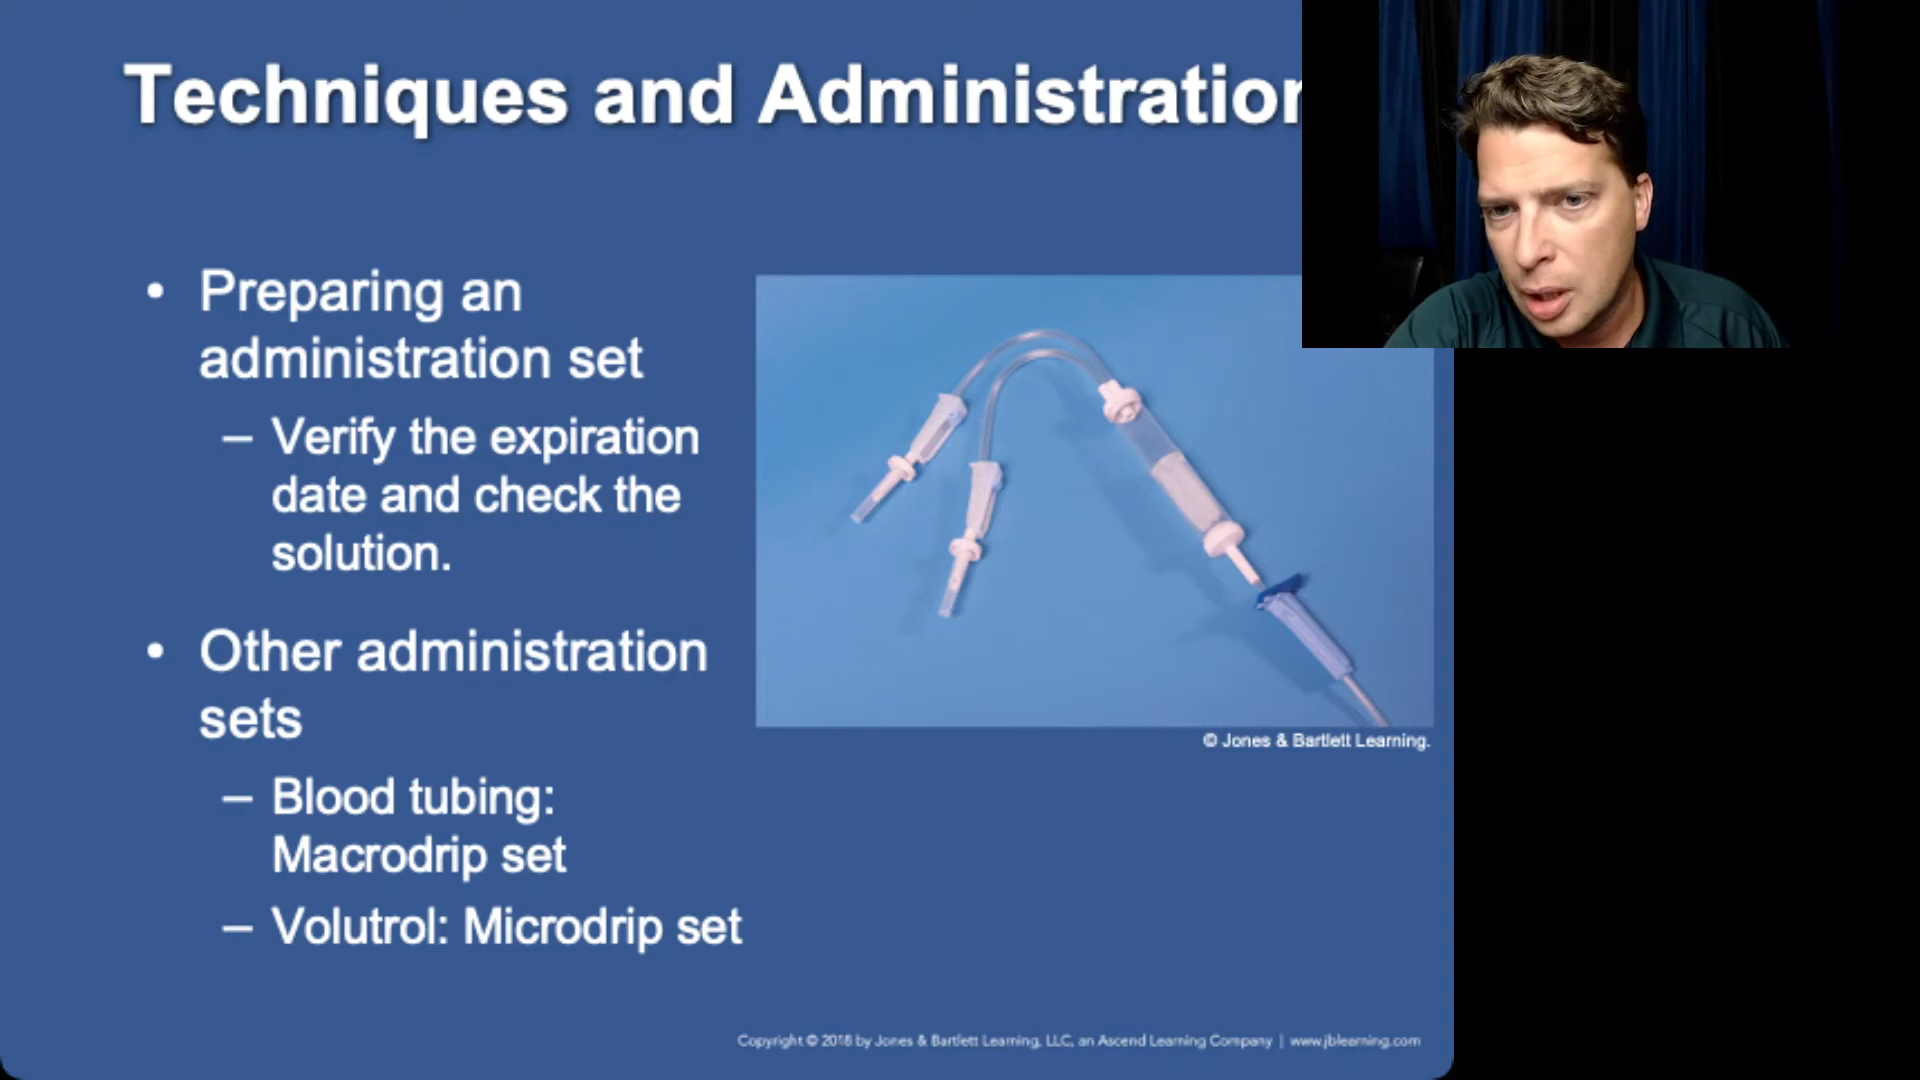 Techniques and Administration
• Preparing an
administration set
– Verify the expiration
date and check the
solution.
• Other administration
sets
– Blood tubing:
Macrodrip set
– Volutrol: Microdrip set
© Jones & Bartlett Learning.
Copyright © 2018 by Jones & Bartlett Learning, LLC, an Ascend Learning Company | www.jblearning.com